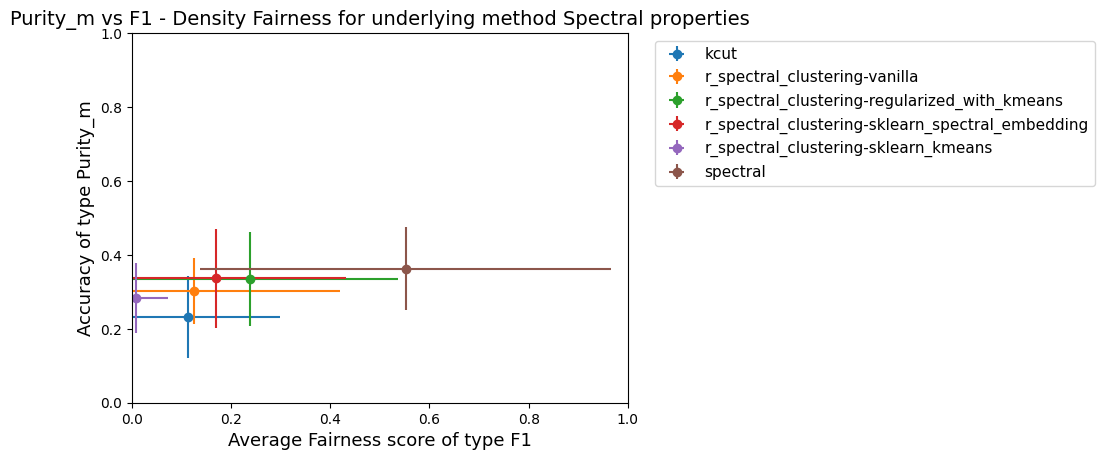 Purity_m vs F1 - Density Fairness for underlying method Spectral properties
1.0
0.8
0.6
0.4
0.2
0.0
Accuracy of type Purity_m
0.0 0.2 0.4 0.6 0.8 1.0
Average Fairness score of type F1
kcut
r_spectral_clustering-vanilla
r_spectral_clustering-regularized_with_kmeans
r_spectral_clustering-sklearn_spectral_embedding
r_spectral_clustering-sklearn_kmeans
spectral